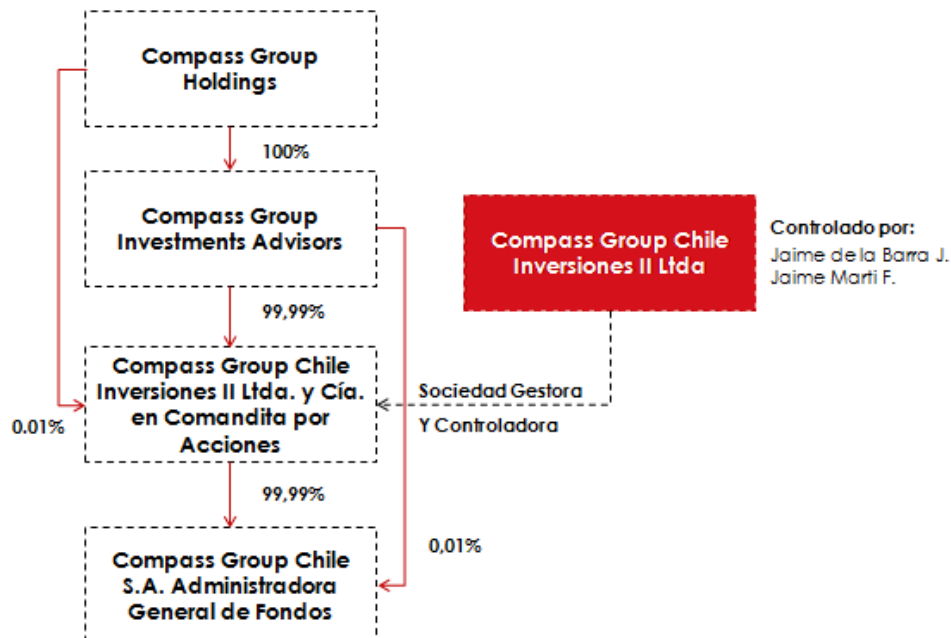 Compass Group
Holdings
100%
Compass Group
Investments Advisors
Compass Group Chile
Inversiones II Ltda
Controlado por:
Jaime de la Barra J.
Jaime Marti F.
99,99%
Compass Group Chile
Inversiones II Ltda. y Cía.
en Comandita por
Acciones
Sociedad Gestora
Y Controladora
0.01%
99,99%
0,01%
Compass Group Chile
S.A. Administradora
General de Fondos